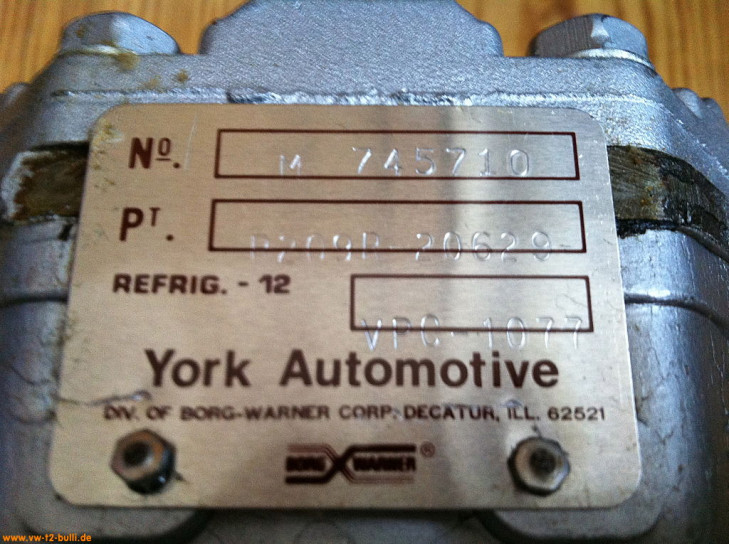 No. M 745710
PT. R209R-20629
REFRIG. - 12
VPC-1077
York Automotive
DIV. OF BORG-WARNER CORP. DECATUR, ILL. 62521
BORG WARNER ®
www.vw-t2-bulli.de